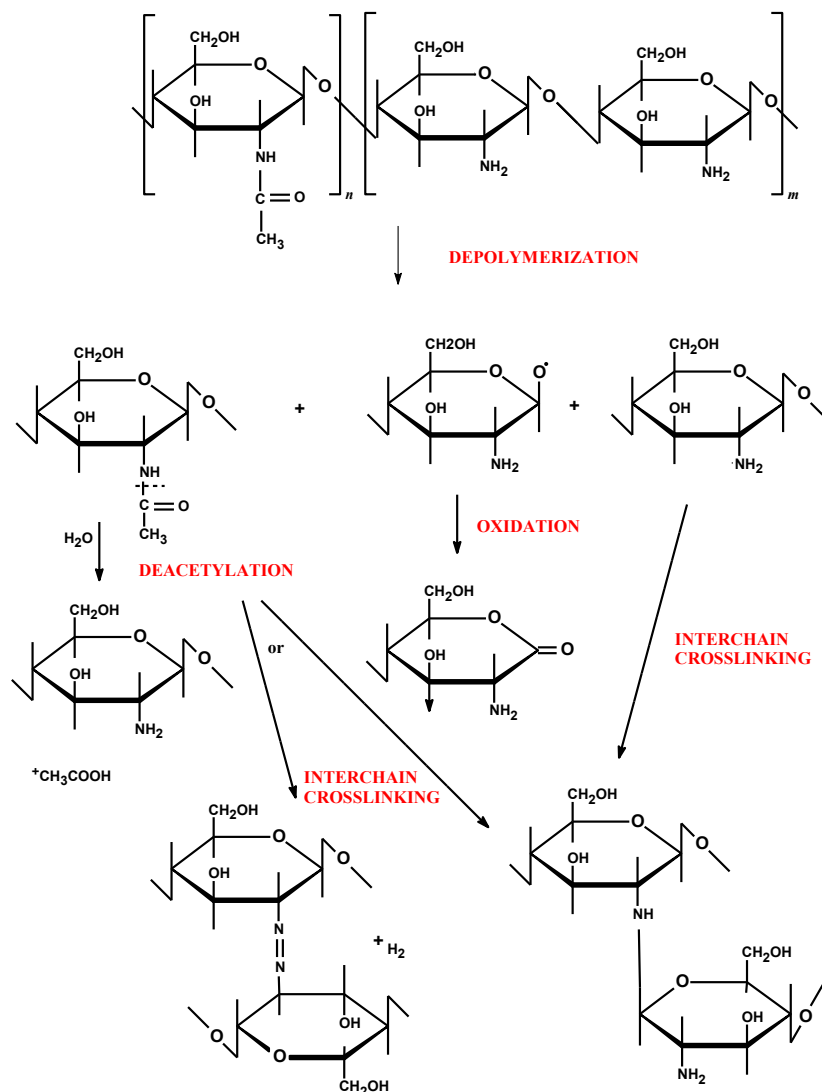 CH₂OH
CH₂OH
CH₂OH
O
O
O
O
O
O
OH
OH
OH
NH
NH₂
NH₂
n
m
C
O
CH₃
DEPOLYMERIZATION
CH₂OH
CH2OH
CH₂OH
O
O
O•
O
O
O
O
+
+
OH
OH
OH
NH
NH₂
NH₂
C
O
CH₃
H₂O
OXIDATION
DEACETYLATION
CH₂OH
CH₂OH
O
O
O
O
or
INTERCHAIN
CROSSLINKING
OH
OH
NH₂
NH₂
+CH₃COOH
INTERCHAIN
CROSSLINKING
CH₂OH
CH₂OH
O
O
O
O
OH
OH
NH
N
+ H₂
N
CH₂OH
O
OH
O
O
OH
O
CH₂OH
NH₂